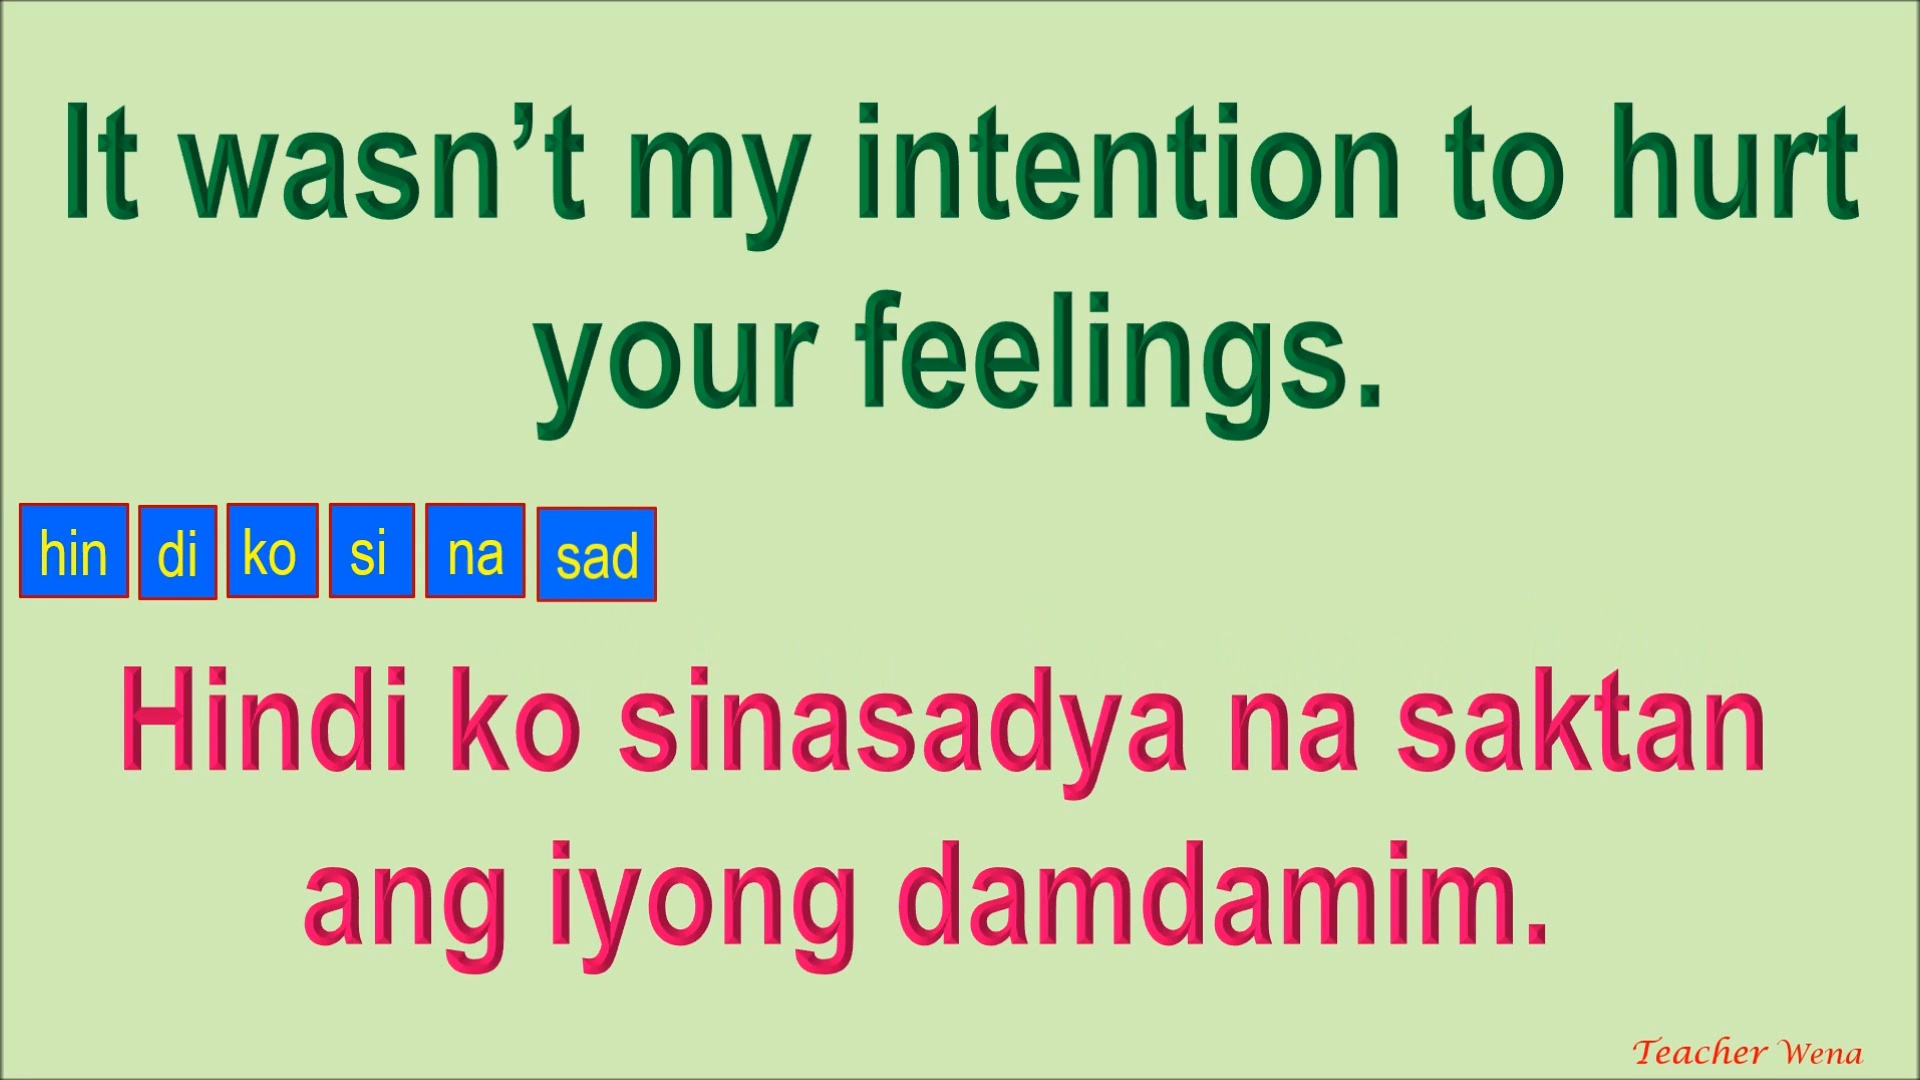 It wasn’t my intention to hurt
your feelings.
hin di ko si na sad
Hindi ko sinasadya na saktan
ang iyong damdamim.
Teacher Wena